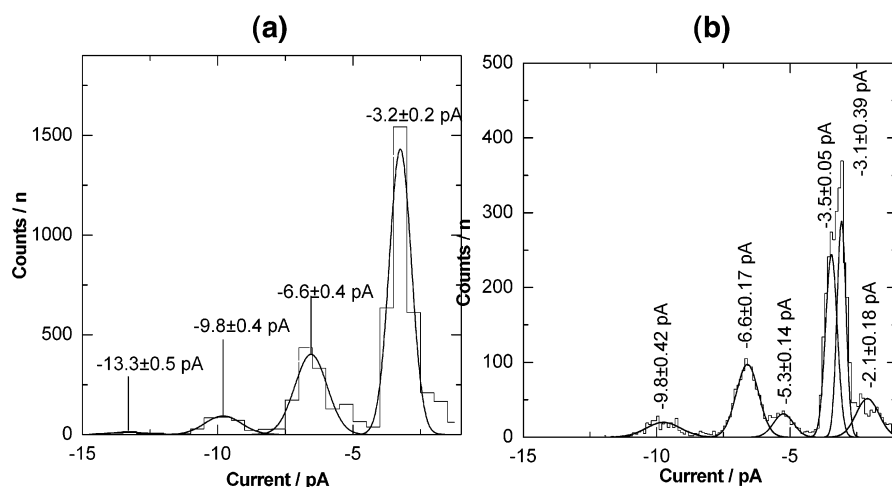 (a)
Counts / n
1500
1000
500
0
-3.2±0.2 pA
-6.6±0.4 pA
-9.8±0.4 pA
-13.3±0.5 pA
-15
-10
-5
Current / pA
(b)
Counts / n
500
400
300
200
100
0
-9.8±0.42 pA
-6.6±0.17 pA
-5.3±0.14 pA
-3.5±0.05 pA
-3.1±0.39 pA
-2.1±0.18 pA
-15
-10
-5
Current / pA